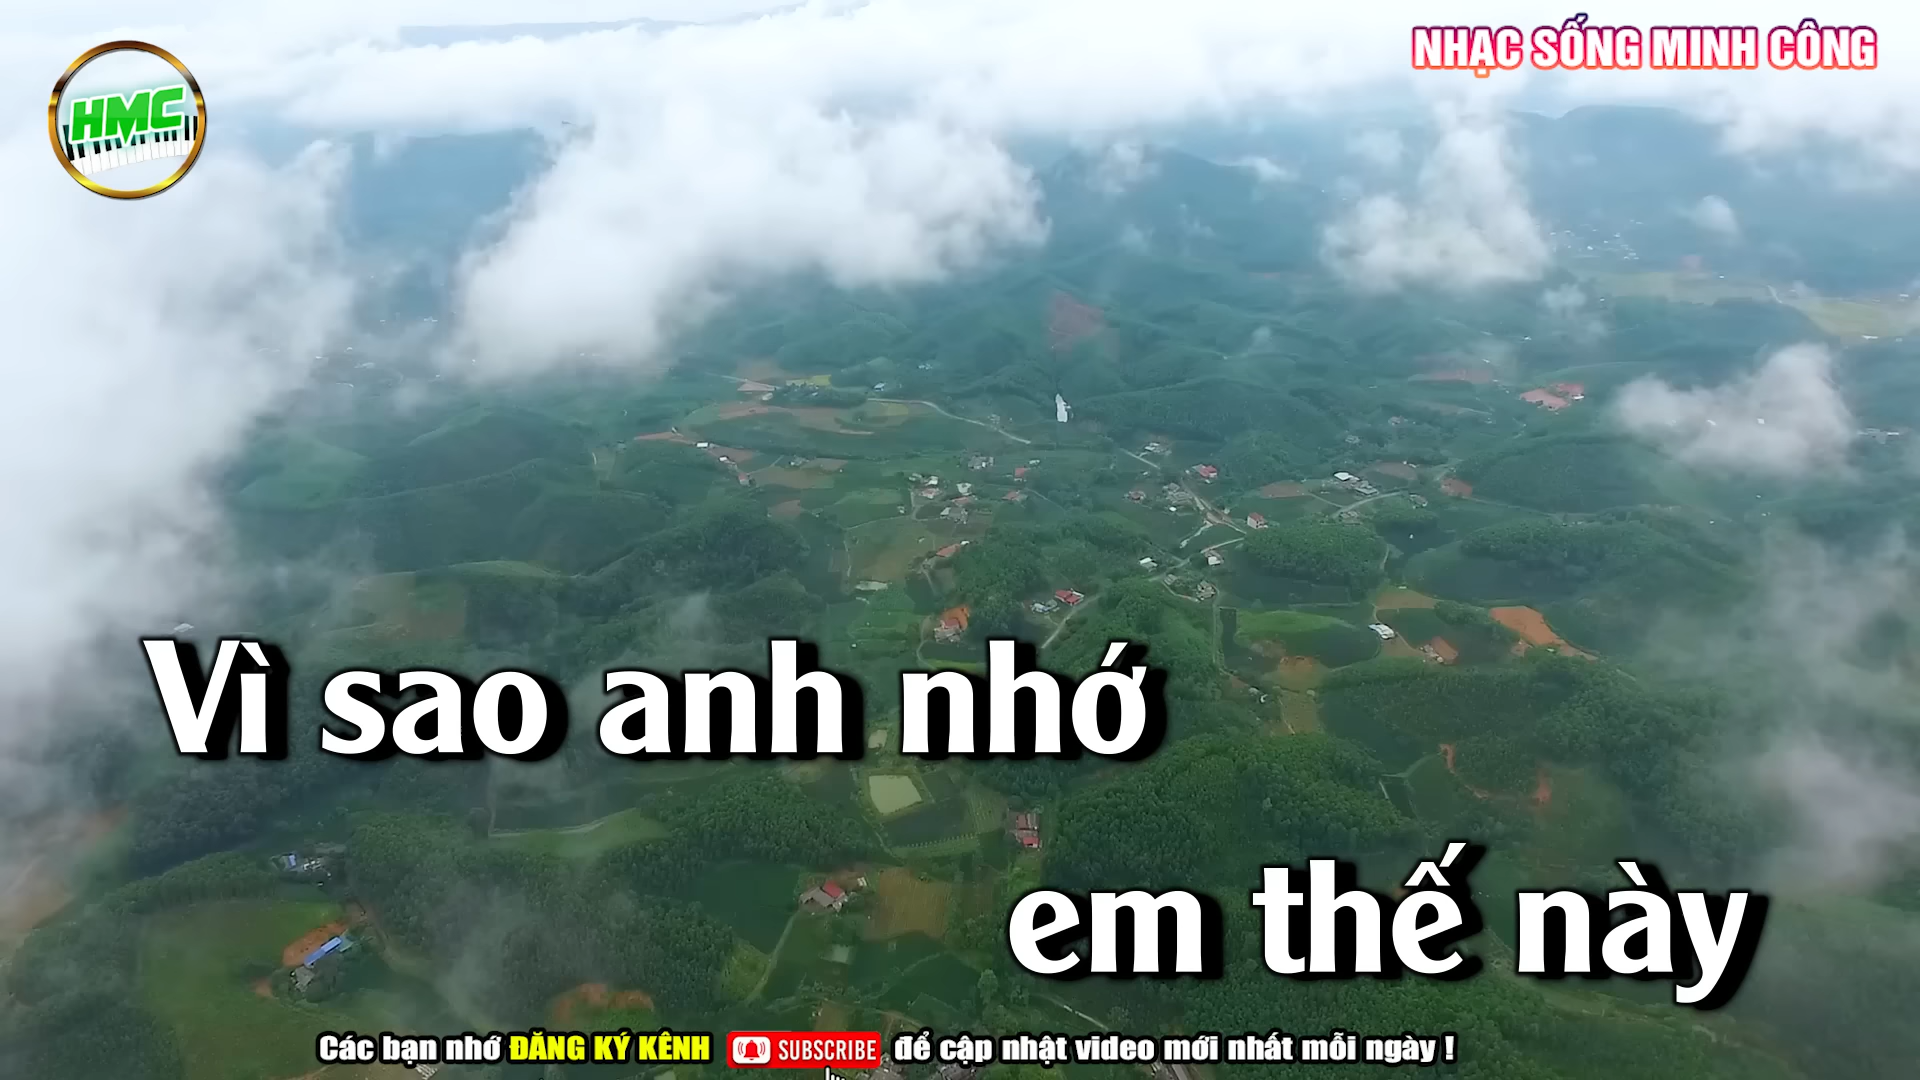 NHẠC SỐNG MINH CÔNG
HMC
Vì sao anh nhớ
em thế này
Các bạn nhớ ĐĂNG KÝ KÊNH SUBSCRIBE để cập nhật video mới nhất mỗi ngày !